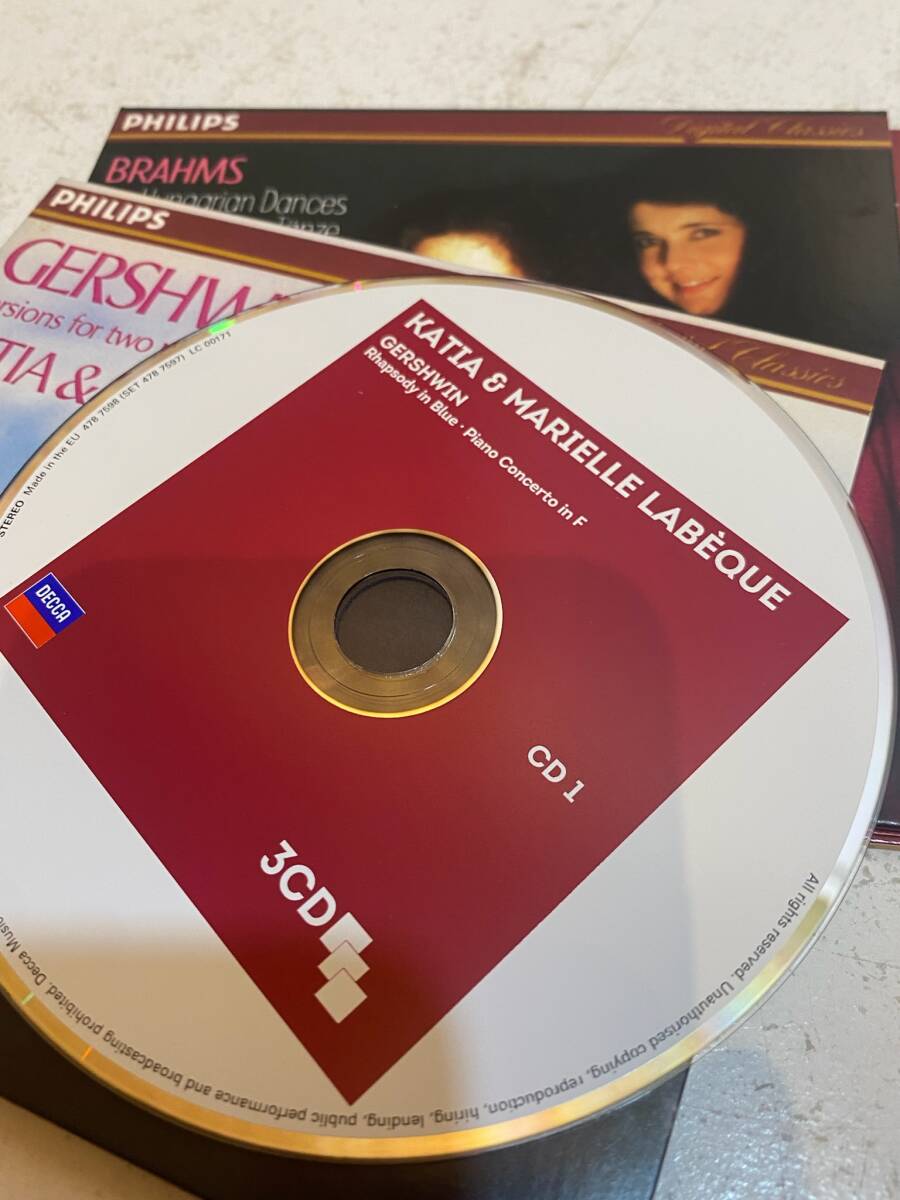 PHILIPS
Digital Classics
BRAHMS
Hungarian Dances
PHILIPS
Classics
GERSHW
for two
TIA &
KATIA & MARIELLE LABÈQUE
GERSHWIN
Rhapsody in Blue · Piano Concerto in F
STEREO Made in the EU 478 7598 (SET 478 7597) LC 00171
DECCA
CD 1
3CD
All rights reserved. Unauthorised copying, reproduction, hiring, lending, public performance and broadcasting prohibited. Decca Music